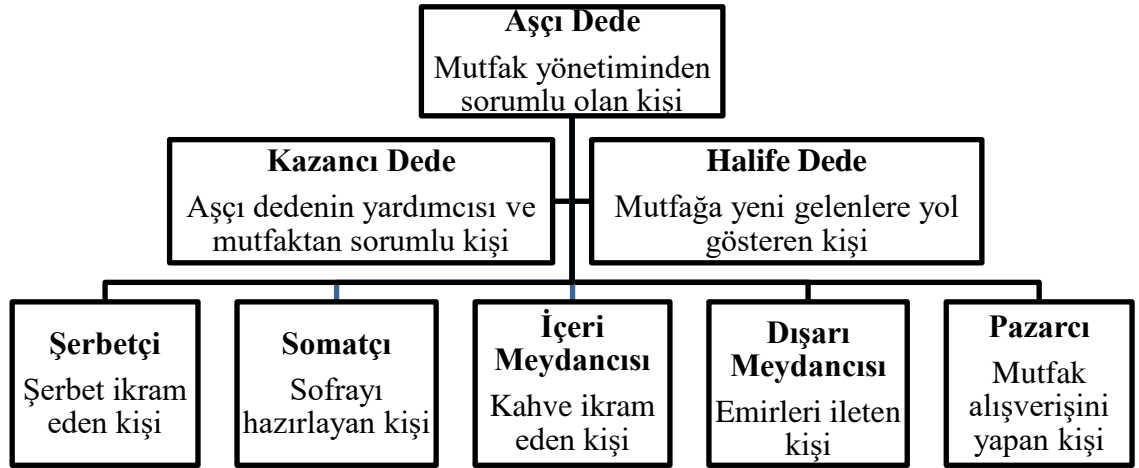 Aşçı Dede
Mutfak yönetiminden
sorumlu olan kişi
Kazancı Dede
Aşçı dedenin yardımcısı ve
mutfaktan sorumlu kişi
Halife Dede
Mutfağa yeni gelenlere yol
gösteren kişi
Şerbetçi
Şerbet ikram
eden kişi
Somatçı
Sofrayı
hazırlayan kişi
İçeri
Meydancısı
Kahve ikram
eden kişi
Dışarı
Meydancısı
Emirleri ileten
kişi
Pazarcı
Mutfak
alışverişini
yapan kişi